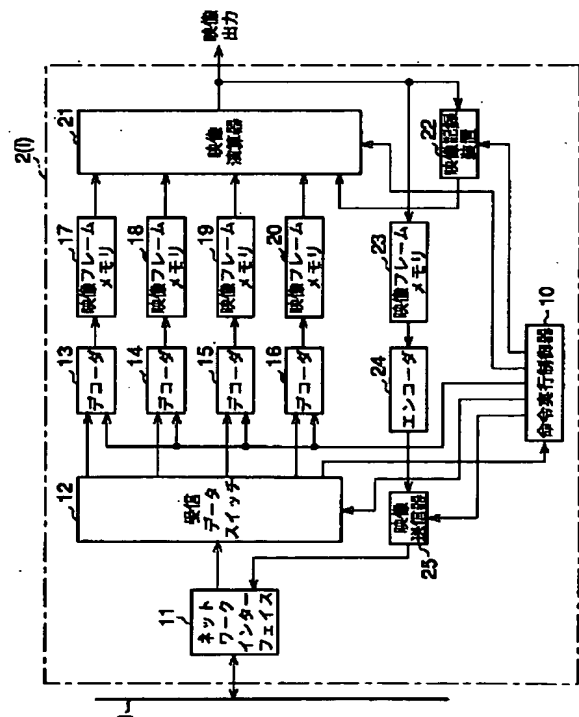 2(1)
11
ネット
ワーク
インター
フェイス
12
受信
データ
スイッチ
13
デコーダ
14
デコーダ
15
デコーダ
16
デコーダ
17
映像フレーム
メモリ
18
映像フレーム
メモリ
19
映像フレーム
メモリ
20
映像フレーム
メモリ
21
映像
演算器
映像
出力
22
映像記録
装置
23
映像フレーム
メモリ
24
エンコーダ
映像
送信器
25
10
命令実行制御器